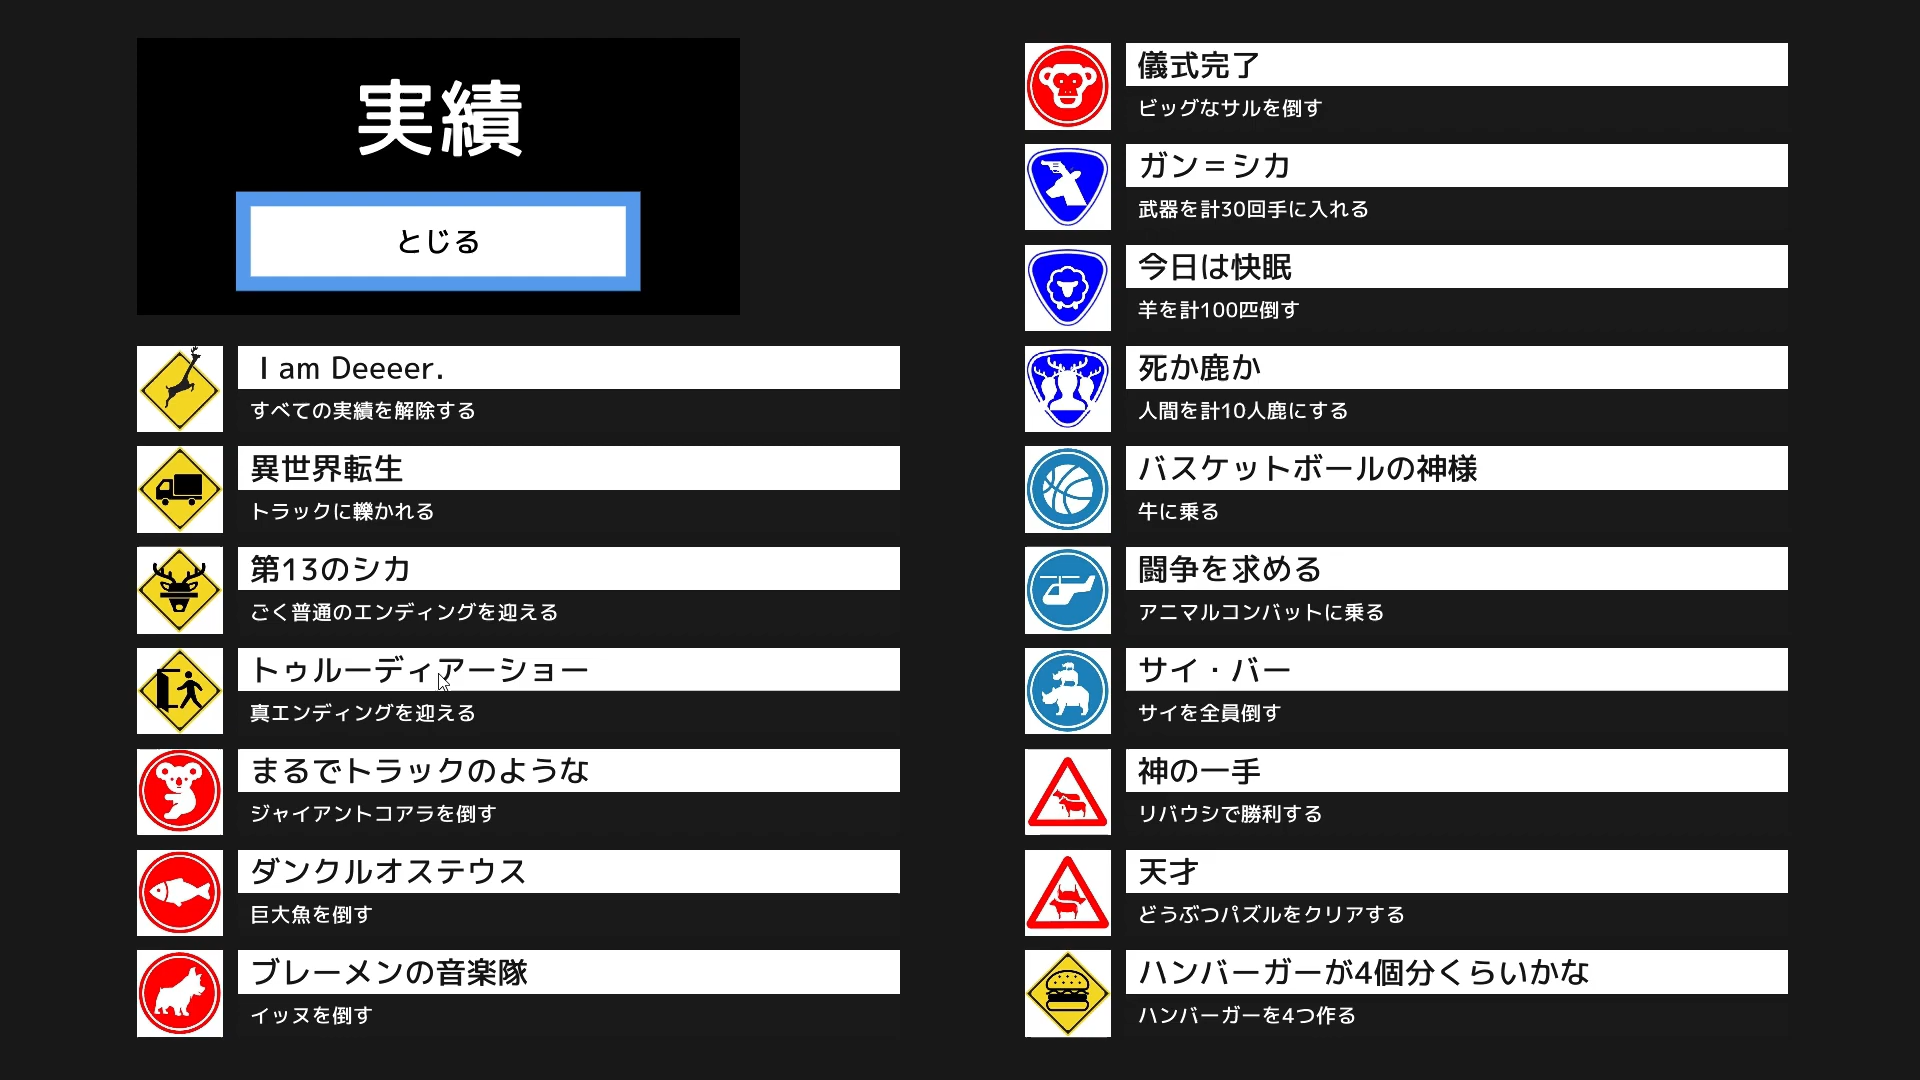 実績
とじる
I am Deeeer.
すべての実績を解除する
異世界転生
トラックに轢かれる
第13のシカ
ごく普通のエンディングを迎える
トゥルーディアーショー
真エンディングを迎える
まるでトラックのような
ジャイアントコアラを倒す
ダンクルオステウス
巨大魚を倒す
ブレーメンの音楽隊
イッヌを倒す
儀式完了
ビッグなサルを倒す
ガン＝シカ
武器を計30回手に入れる
今日は快眠
羊を計100匹倒す
死か鹿か
人間を計10人鹿にする
バスケットボールの神様
牛に乗る
闘争を求める
アニマルコンバットに乗る
サイ・バー
サイを全員倒す
神の一手
リバウシで勝利する
天才
どうぶつパズルをクリアする
ハンバーガーが4個分くらいかな
ハンバーガーを4つ作る